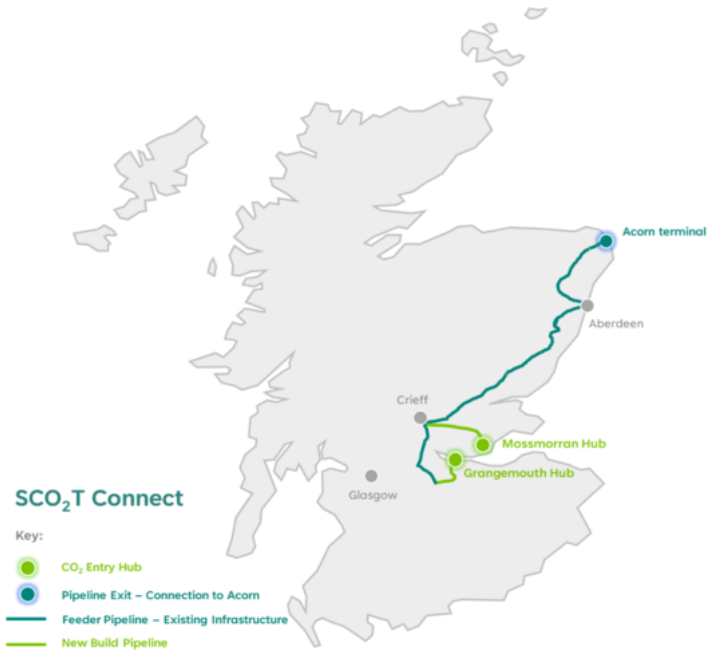 Acorn terminal
Aberdeen
Crieff
Mossmorran Hub
Grangemouth Hub
Glasgow
SCO₂T Connect
Key:
CO₂ Entry Hub
Pipeline Exit – Connection to Acorn
Feeder Pipeline – Existing Infrastructure
New Build Pipeline